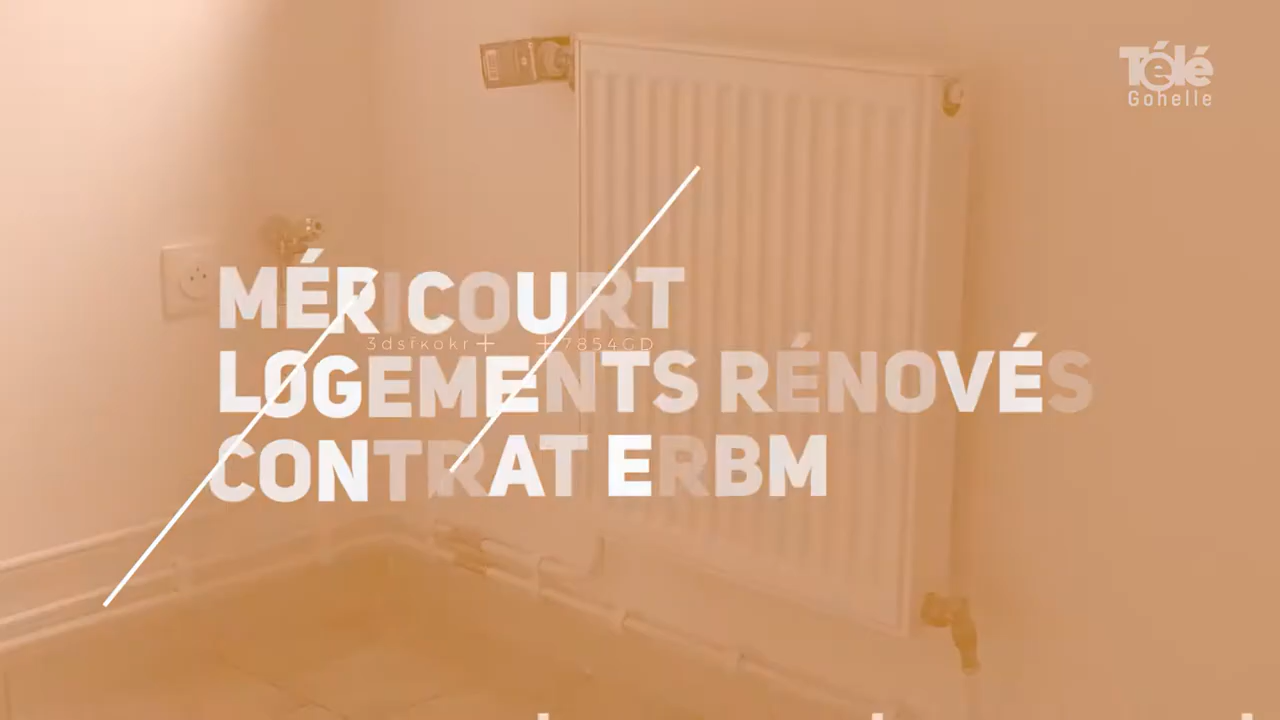 Télé
Gohelle
MÉRICOURT
3dsfkokr+ +7854GD
LOGEMENTS RÉNOVÉS
CONTRAT ERBM